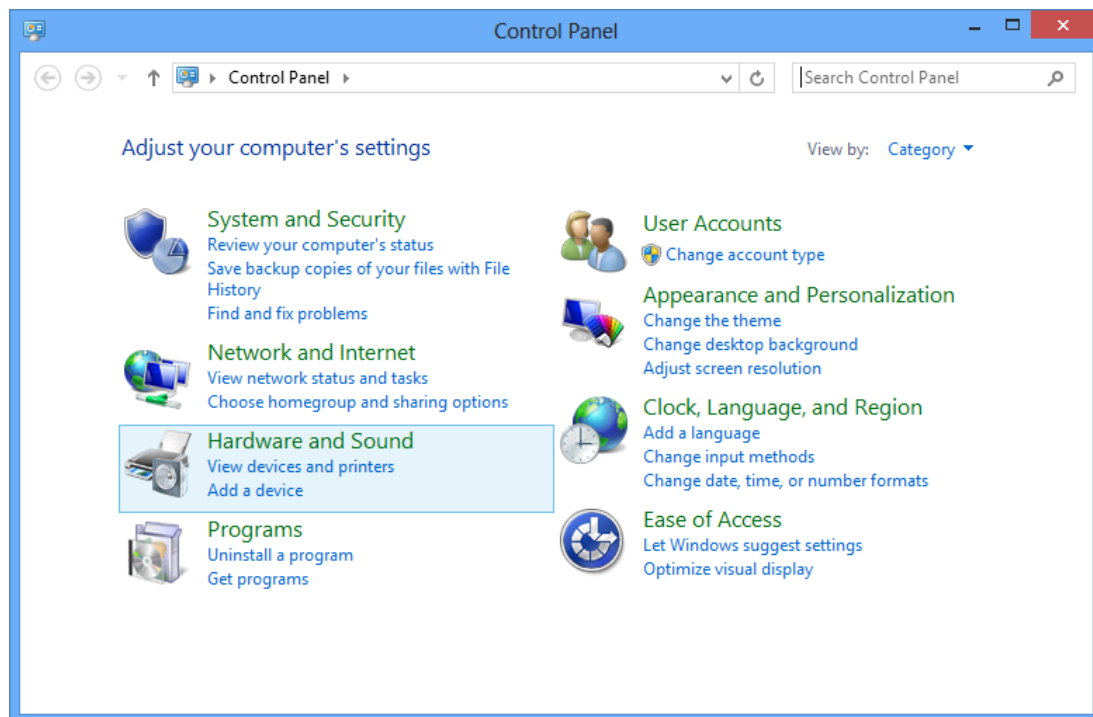 Control Panel
Control Panel
Search Control Panel
Adjust your computer's settings
View by: Category
System and Security
Review your computer's status
Save backup copies of your files with File
History
Find and fix problems
Network and Internet
View network status and tasks
Choose homegroup and sharing options
Hardware and Sound
View devices and printers
Add a device
Programs
Uninstall a program
Get programs
User Accounts
Change account type
Appearance and Personalization
Change the theme
Change desktop background
Adjust screen resolution
Clock, Language, and Region
Add a language
Change input methods
Change date, time, or number formats
Ease of Access
Let Windows suggest settings
Optimize visual display